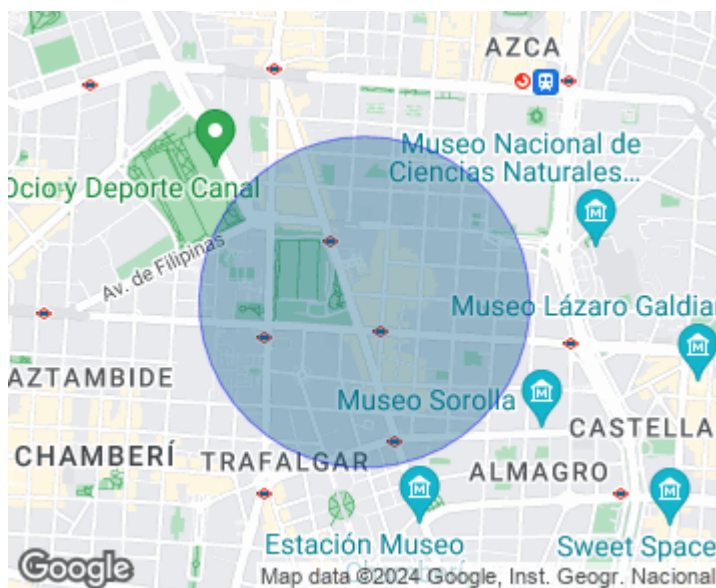 AZCA
Museo Nacional de
Ciencias Naturales...
Ocio y Deporte Canal
Av. de Filipinas
Museo Lázaro Galdia
AZTAMBIDE
Museo Sorolla
CASTELLA
CHAMBERÍ
TRAFALGAR
ALMAGRO
Estación Museo
Sweet Space
Google
Map data ©2024 Google, Inst. Geogr. Nacional